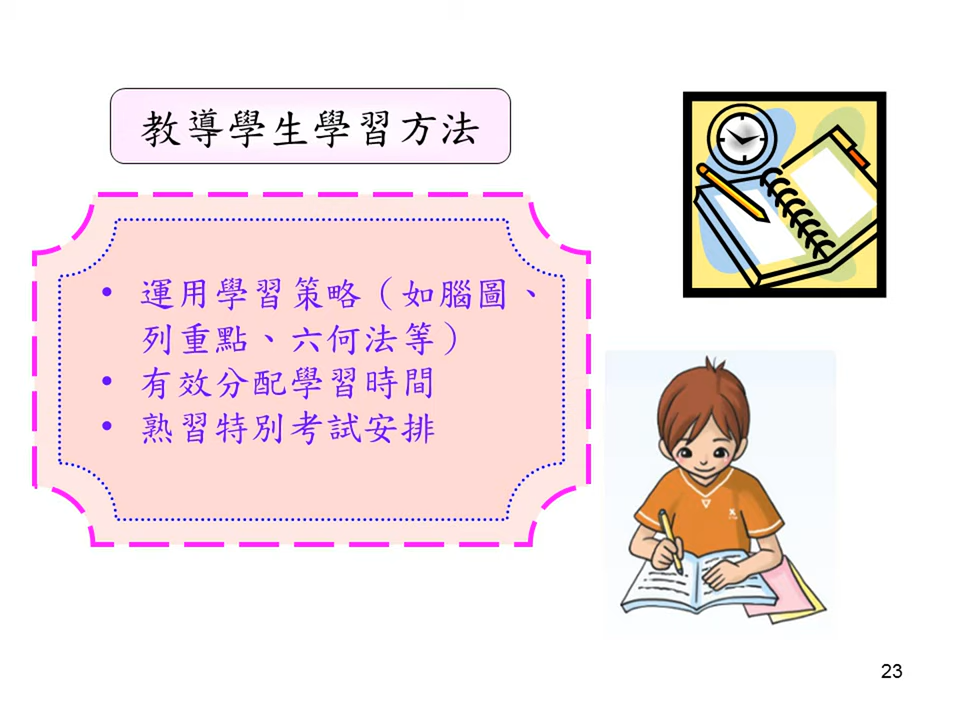 教導學生學習方法
• 運用學習策略（如腦圖、
列重點、六何法等）
• 有效分配學習時間
• 熟習特別考試安排
23